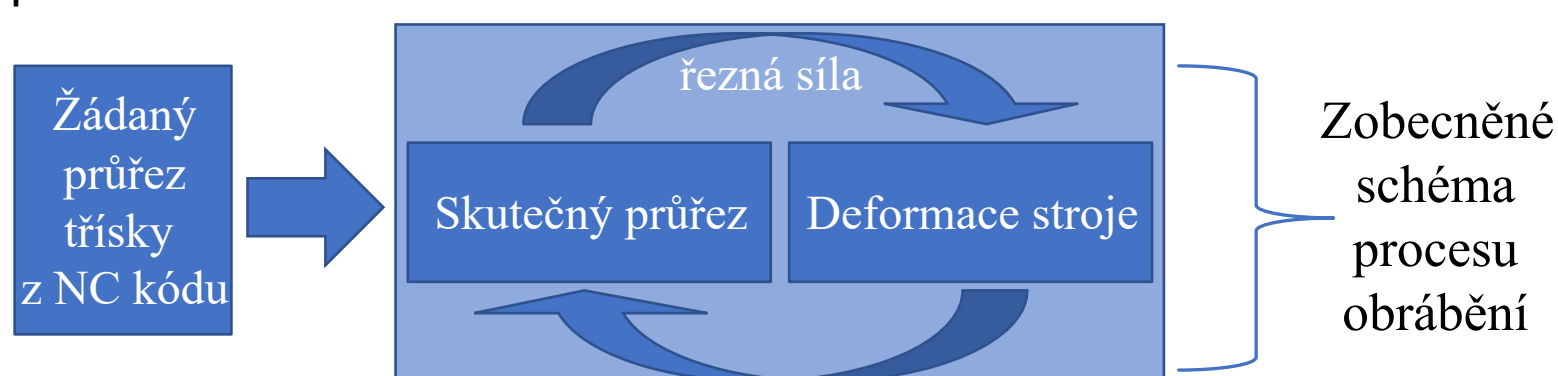 Žádaný
průřez
třísky
z NC kódu
řezná síla
Skutečný průřez
Deformace stroje
Zobecněné
schéma
procesu
obrábění